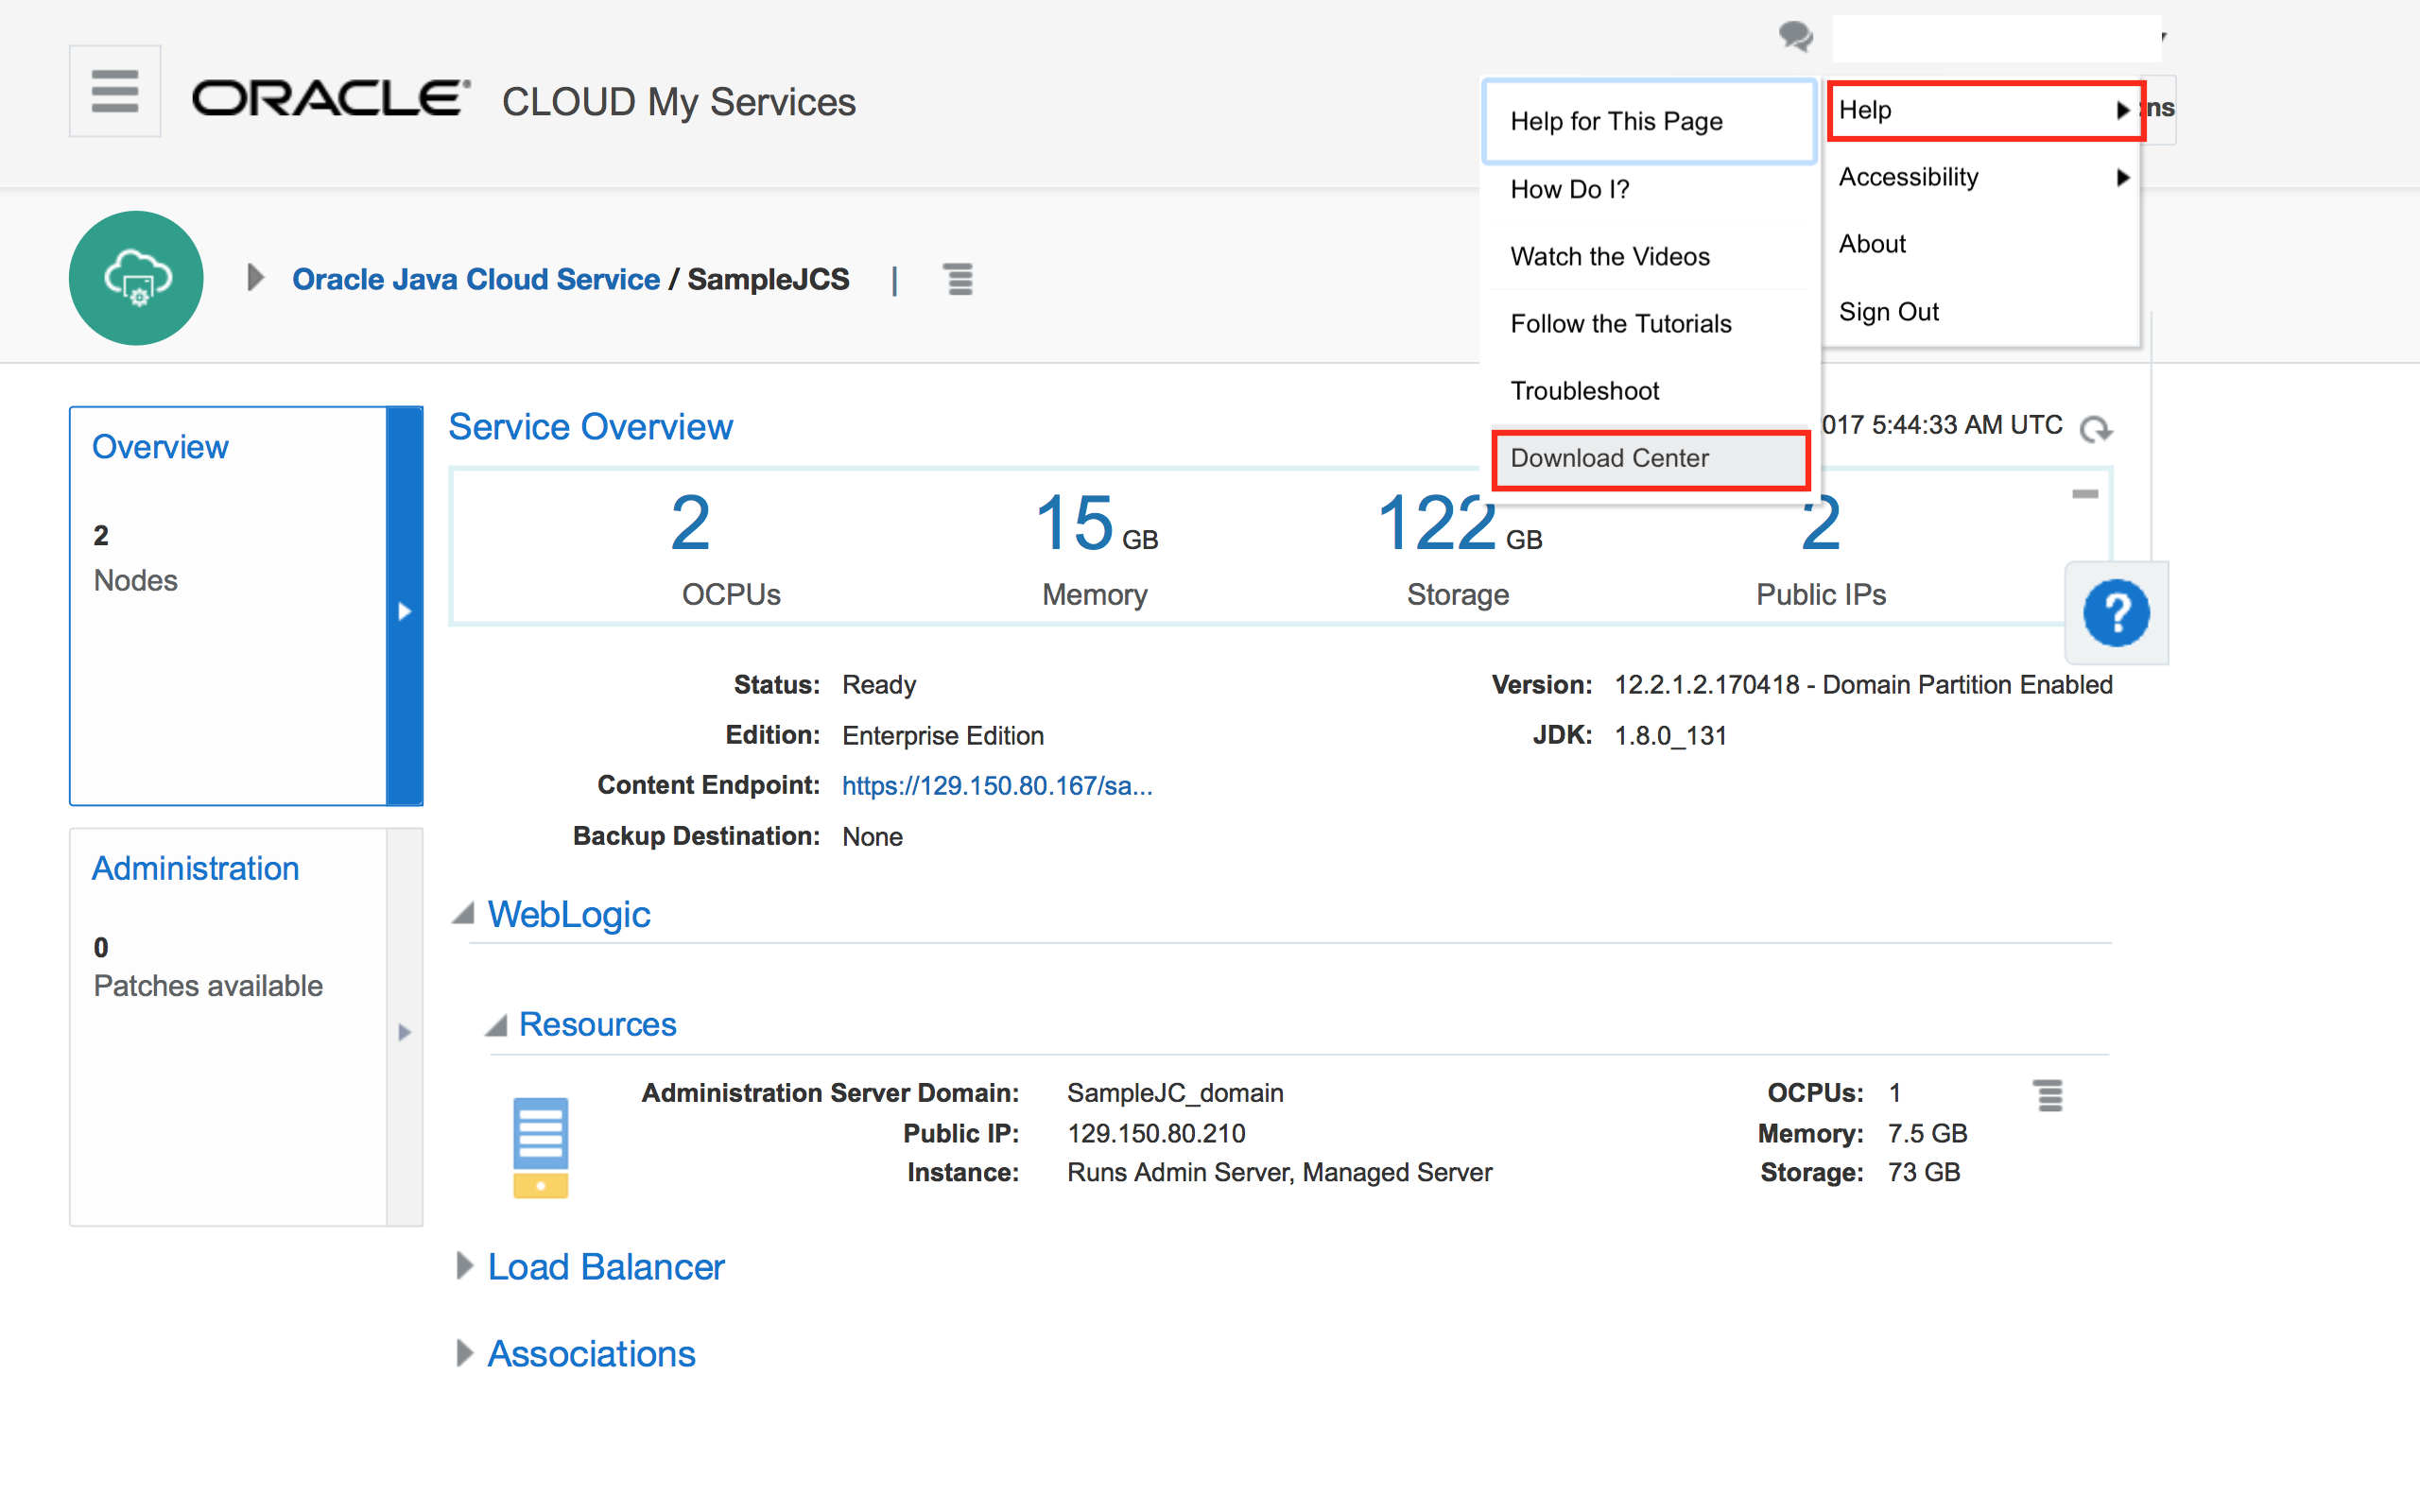 ORACLE® CLOUD My Services
Help
ns
Help for This Page
Accessibility
How Do I?
About
Watch the Videos
Sign Out
Follow the Tutorials
Troubleshoot
Download Center
Oracle Java Cloud Service / SampleJCS |
Overview
2
Nodes
Administration
0
Patches available
Service Overview
017 5:44:33 AM UTC
2 15 GB 122 GB 2
OCPUs Memory Storage Public IPs
?
Status: Ready Version: 12.2.1.2.170418 - Domain Partition Enabled
Edition: Enterprise Edition JDK: 1.8.0_131
Content Endpoint: https://129.150.80.167/sa...
Backup Destination: None
WebLogic
Resources
Administration Server Domain: SampleJC_domain OCPUs: 1
Public IP: 129.150.80.210 Memory: 7.5 GB
Instance: Runs Admin Server, Managed Server Storage: 73 GB
Load Balancer
Associations